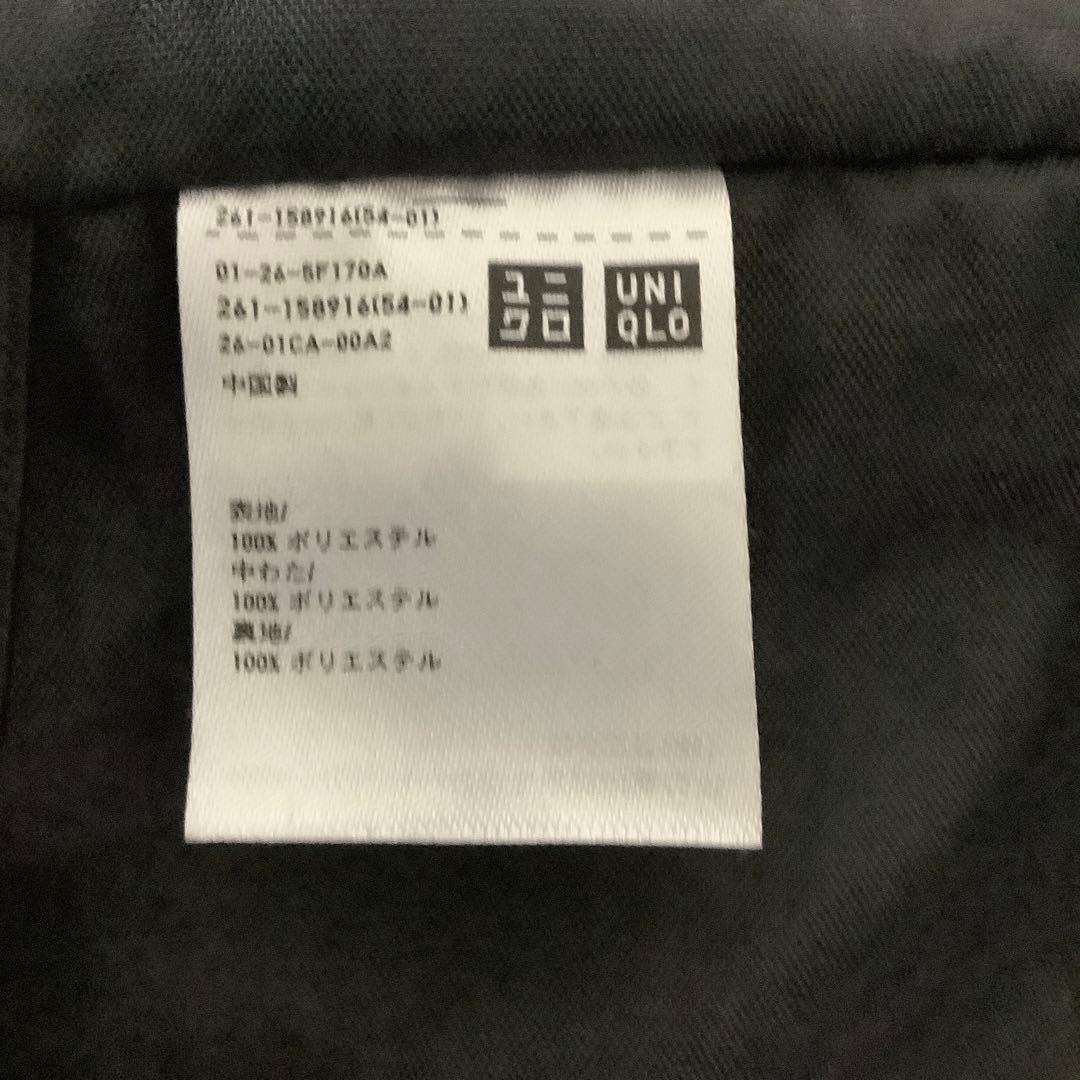 261-158916(54-01)
01-26-5F170A
261-158916(54-01)
26-01CA-00A2
中国製
ユニ
クロ
UNI
QLO
表地/
100% ポリエステル
中わた/
100% ポリエステル
裏地/
100% ポリエステル